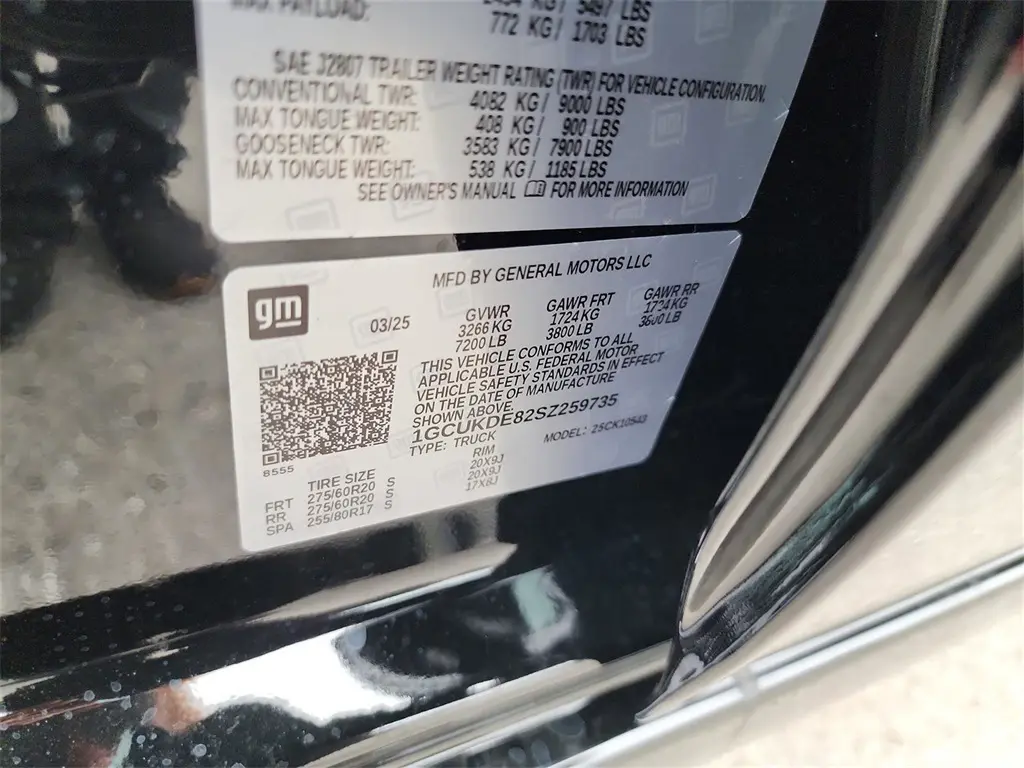 MAX. PAYLOAD:
772 KG / 1703 LBS
SAE J2807 TRAILER WEIGHT RATING (TWR) FOR VEHICLE CONFIGURATION.
CONVENTIONAL TWR: 4082 KG / 9000 LBS
MAX TONGUE WEIGHT: 408 KG / 900 LBS
GOOSENECK TWR: 3583 KG / 7900 LBS
MAX TONGUE WEIGHT: 538 KG / 1185 LBS
SEE OWNER'S MANUAL FOR MORE INFORMATION
gm
MFD BY GENERAL MOTORS LLC
03/25
GVWR GAWR FRT GAWR RR
3266 KG 1724 KG 1724 KG
7200 LB 3800 LB 3800 LB
THIS VEHICLE CONFORMS TO ALL
APPLICABLE U.S. FEDERAL MOTOR
VEHICLE SAFETY STANDARDS IN EFFECT
ON THE DATE OF MANUFACTURE
SHOWN ABOVE.
1GCUKDE82SZ259735
TYPE: TRUCK MODEL: 25CK10543
8555
TIRE SIZE RIM
FRT 275/60R20 S 20X9J
RR 275/60R20 S 20X9J
SPA 255/80R17 S 17X8J